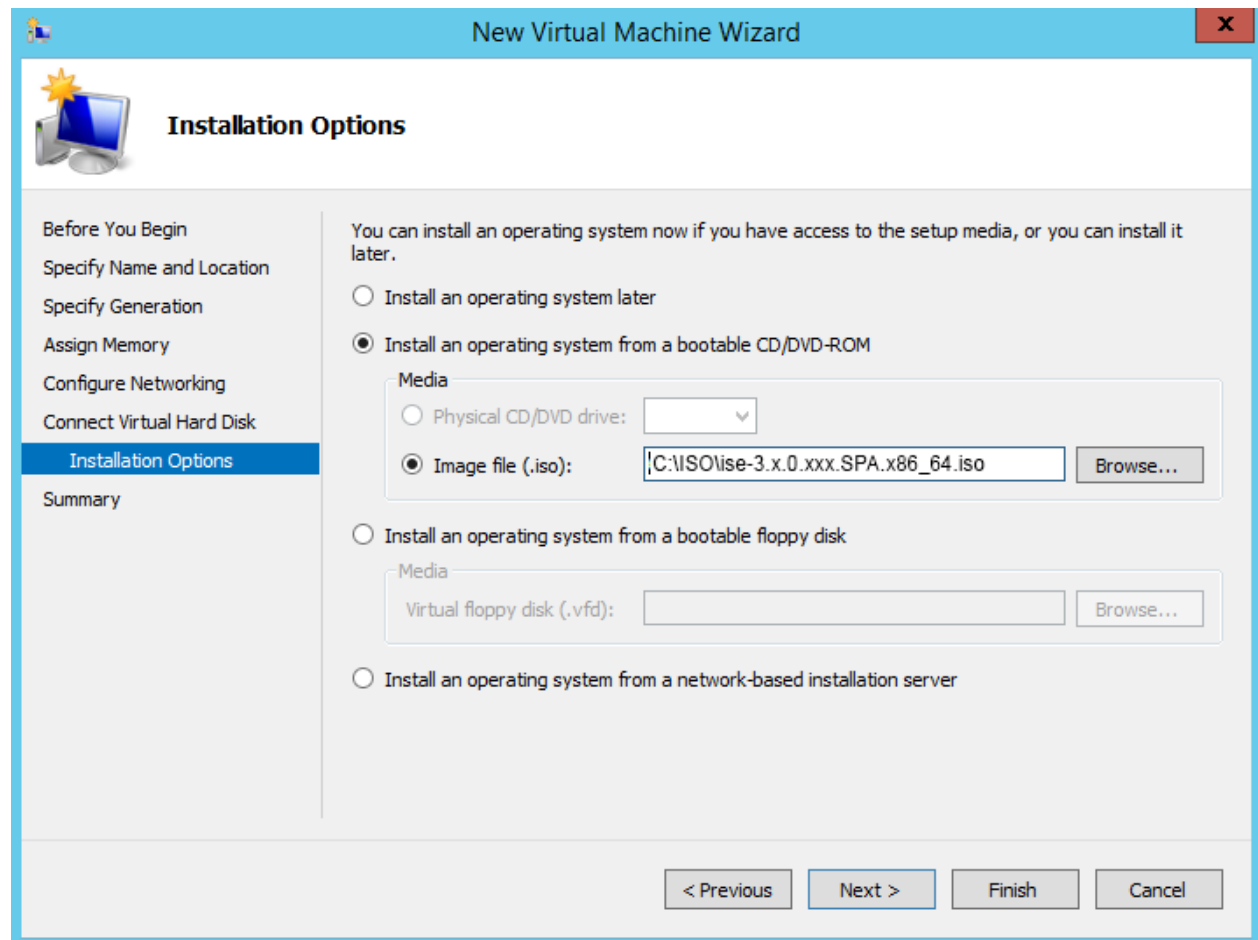 New Virtual Machine Wizard
x
Installation Options
Before You Begin
Specify Name and Location
Specify Generation
Assign Memory
Configure Networking
Connect Virtual Hard Disk
Installation Options
Summary
You can install an operating system now if you have access to the setup media, or you can install it
later.
Install an operating system later
Install an operating system from a bootable CD/DVD-ROM
Media
Physical CD/DVD drive:
Image file (.iso): C:\ISO\ise-3.x.0.xxx.SPA.x86_64.iso Browse...
Install an operating system from a bootable floppy disk
Media
Virtual floppy disk (.vfd): Browse...
Install an operating system from a network-based installation server
< Previous Next > Finish Cancel